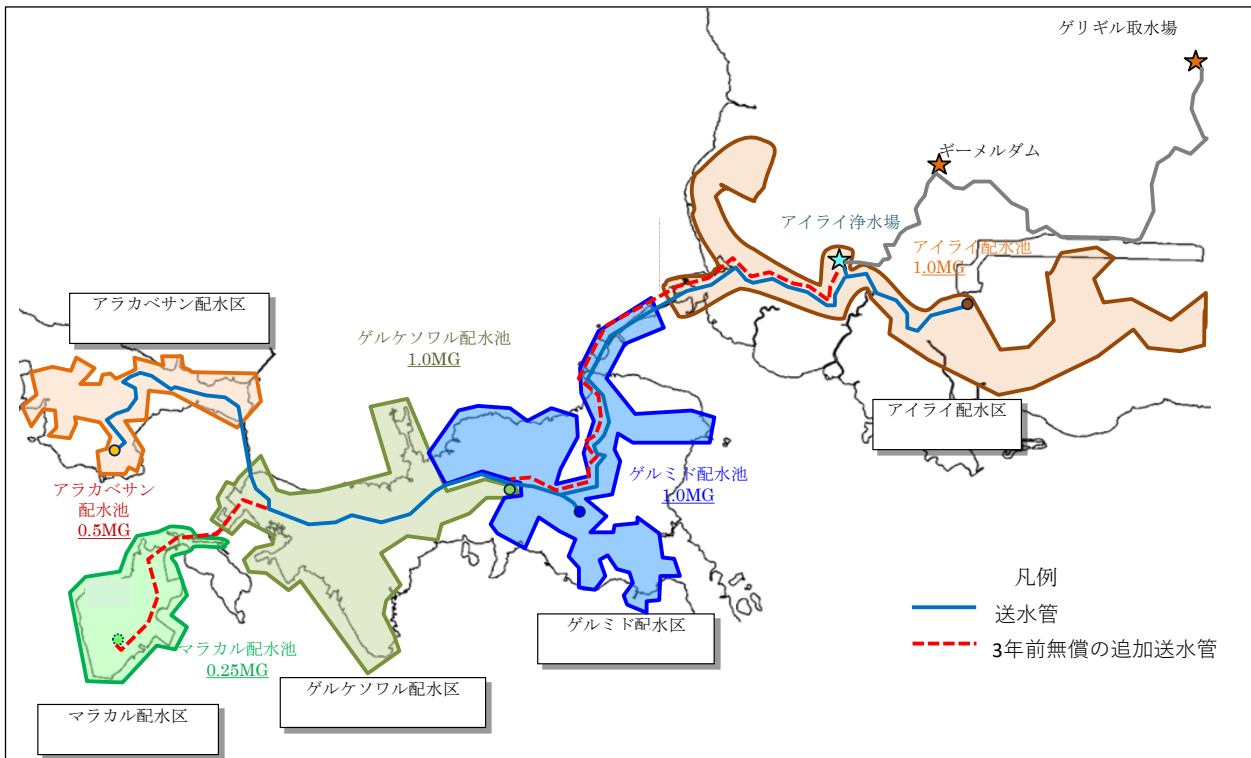 ゲリギル取水場
ギーメルダム
アイライ浄水場
アイライ配水池
1.0MG
アラカベサン配水区
ゲルケソワル配水池
1.0MG
アイライ配水区
ゲルミド配水池
1.0MG
アラカベサン
配水池
0.5MG
凡例
送水管
3年前無償の追加送水管
ゲルミド配水区
マラカル配水池
0.25MG
ゲルケソワル配水区
マラカル配水区